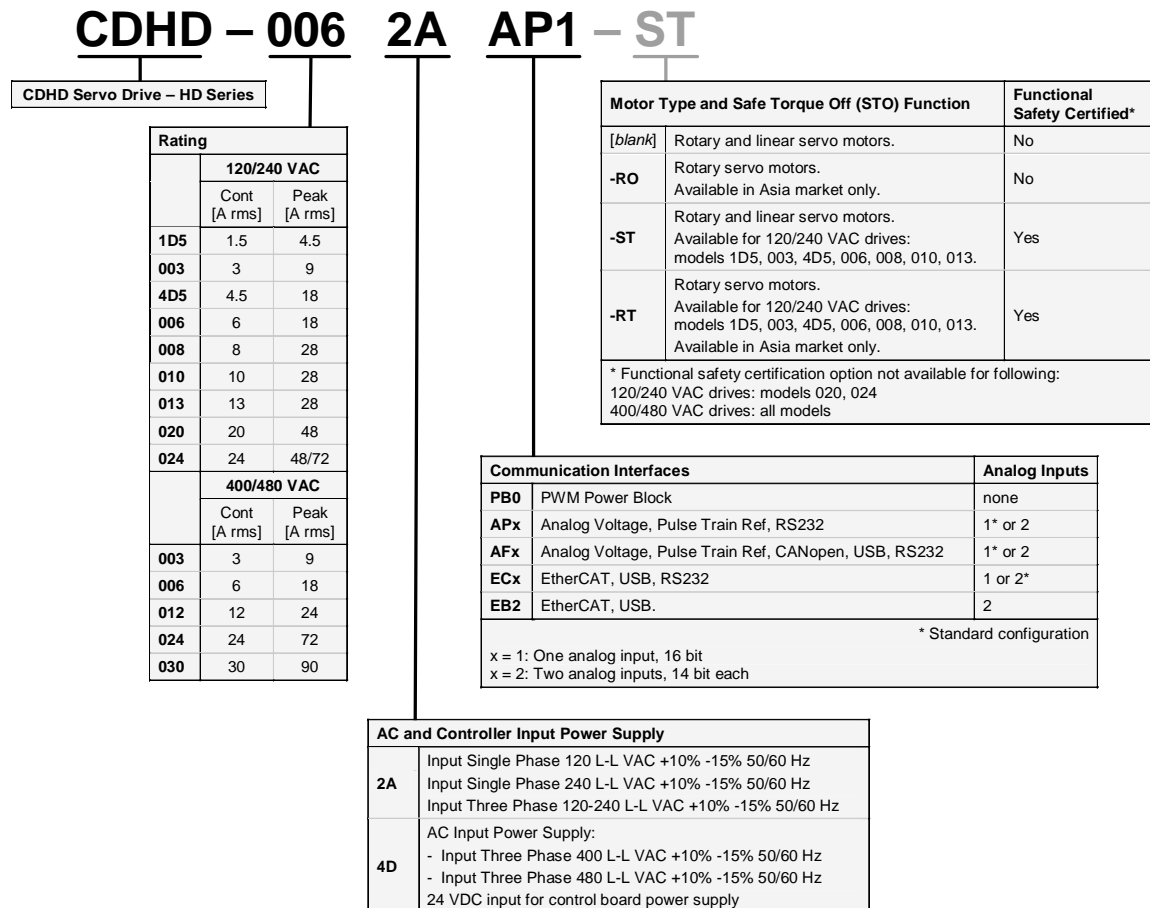 CDHD – 006 2A AP1 – ST
CDHD Servo Drive – HD Series
Rating
120/240 VAC
Cont [A rms] Peak [A rms]
1D5 1.5 4.5
003 3 9
4D5 4.5 18
006 6 18
008 8 28
010 10 28
013 13 28
020 20 48
024 24 48/72
400/480 VAC
Cont [A rms] Peak [A rms]
003 3 9
006 6 18
012 12 24
024 24 72
030 30 90
Motor Type and Safe Torque Off (STO) Function Functional Safety Certified*
[blank] Rotary and linear servo motors. No
-RO Rotary servo motors. No
Available in Asia market only.
-ST Rotary and linear servo motors. Yes
Available for 120/240 VAC drives:
models 1D5, 003, 4D5, 006, 008, 010, 013.
-RT Rotary servo motors. Yes
Available for 120/240 VAC drives:
models 1D5, 003, 4D5, 006, 008, 010, 013.
Available in Asia market only.
* Functional safety certification option not available for following:
120/240 VAC drives: models 020, 024
400/480 VAC drives: all models
Communication Interfaces Analog Inputs
PB0 PWM Power Block none
APx Analog Voltage, Pulse Train Ref, RS232 1* or 2
AFx Analog Voltage, Pulse Train Ref, CANopen, USB, RS232 1* or 2
ECx EtherCAT, USB, RS232 1 or 2*
EB2 EtherCAT, USB. 2
* Standard configuration
x = 1: One analog input, 16 bit
x = 2: Two analog inputs, 14 bit each
AC and Controller Input Power Supply
2A Input Single Phase 120 L-L VAC +10% -15% 50/60 Hz
Input Single Phase 240 L-L VAC +10% -15% 50/60 Hz
Input Three Phase 120-240 L-L VAC +10% -15% 50/60 Hz
4D AC Input Power Supply:
- Input Three Phase 400 L-L VAC +10% -15% 50/60 Hz
- Input Three Phase 480 L-L VAC +10% -15% 50/60 Hz
24 VDC input for control board power supply